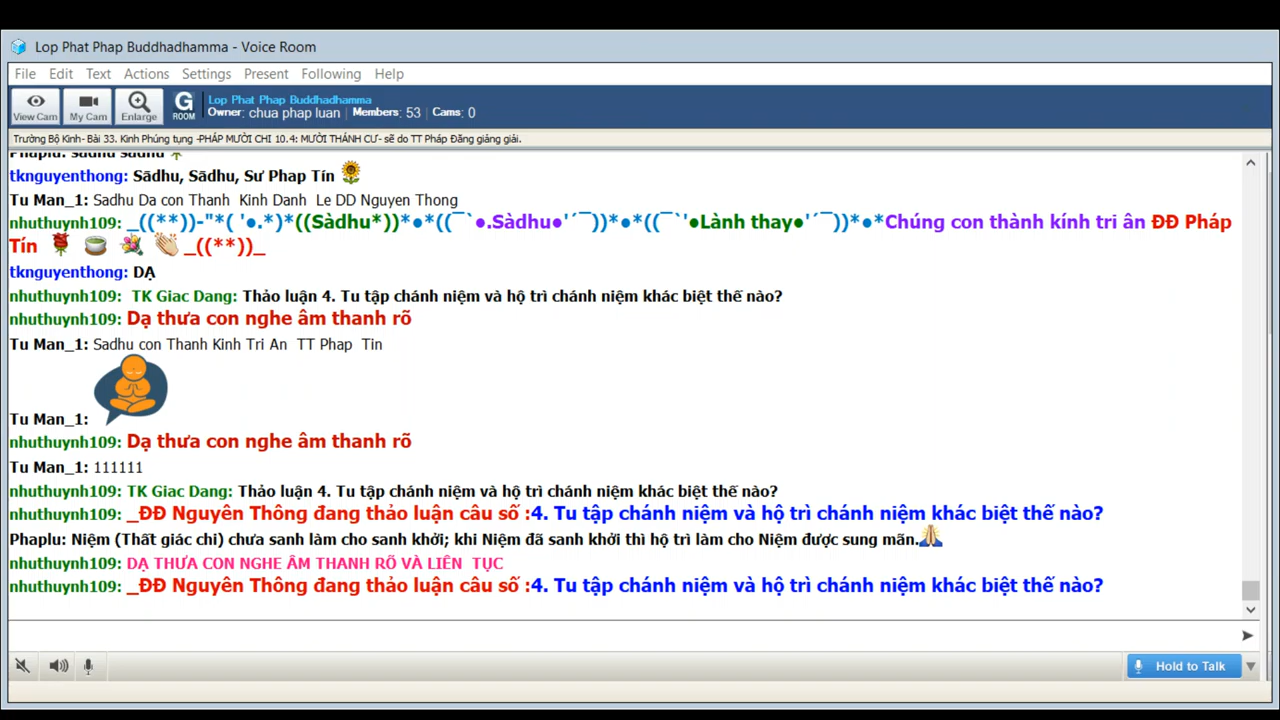 Lop Phat Phap Buddhadhamma - Voice Room
File Edit Text Actions Settings Present Following Help
View Cam My Cam Enlarge G ROOM Lop Phat Phap Buddhadhamma
Owner: chua phap luan | Members: 53 | Cams: 0
Trường Bộ Kinh- Bài 33. Kinh Phúng tụng -PHÁP MƯỜI CHI 10.4: MƯỜI THÁNH CƯ- sẽ do TT Pháp Đăng giảng giải.
Phaplu: sadhu sadhu
tknguyenthong: Sādhu, Sādhu, Sư Phap Tín
Tu Man_1: Sadhu Da con Thanh Kinh Danh Le DD Nguyen Thong
nhuthuynh109: _((**))-"*( '●.*)*((Sàdhu*))*●*((¯`●.Sàdhu●'´¯))*●*((¯`'●Lành thay●'´¯))*●*Chúng con thành kính tri ân ĐĐ Pháp
Tín _((**))_
tknguyenthong: DẠ
nhuthuynh109: TK Giac Dang: Thảo luận 4. Tu tập chánh niệm và hộ trì chánh niệm khác biệt thế nào?
nhuthuynh109: Dạ thưa con nghe âm thanh rõ
Tu Man_1: Sadhu con Thanh Kinh Tri An TT Phap Tin
Tu Man_1:
nhuthuynh109: Dạ thưa con nghe âm thanh rõ
Tu Man_1: 111111
nhuthuynh109: TK Giac Dang: Thảo luận 4. Tu tập chánh niệm và hộ trì chánh niệm khác biệt thế nào?
nhuthuynh109: _ĐĐ Nguyên Thông đang thảo luận câu số :4. Tu tập chánh niệm và hộ trì chánh niệm khác biệt thế nào?
Phaplu: Niệm (Thất giác chi) chưa sanh làm cho sanh khởi; khi Niệm đã sanh khởi thì hộ trì làm cho Niệm được sung mãn.
nhuthuynh109: DẠ THƯA CON NGHE ÂM THANH RÕ VÀ LIÊN TỤC
nhuthuynh109: _ĐĐ Nguyên Thông đang thảo luận câu số :4. Tu tập chánh niệm và hộ trì chánh niệm khác biệt thế nào?
Hold to Talk